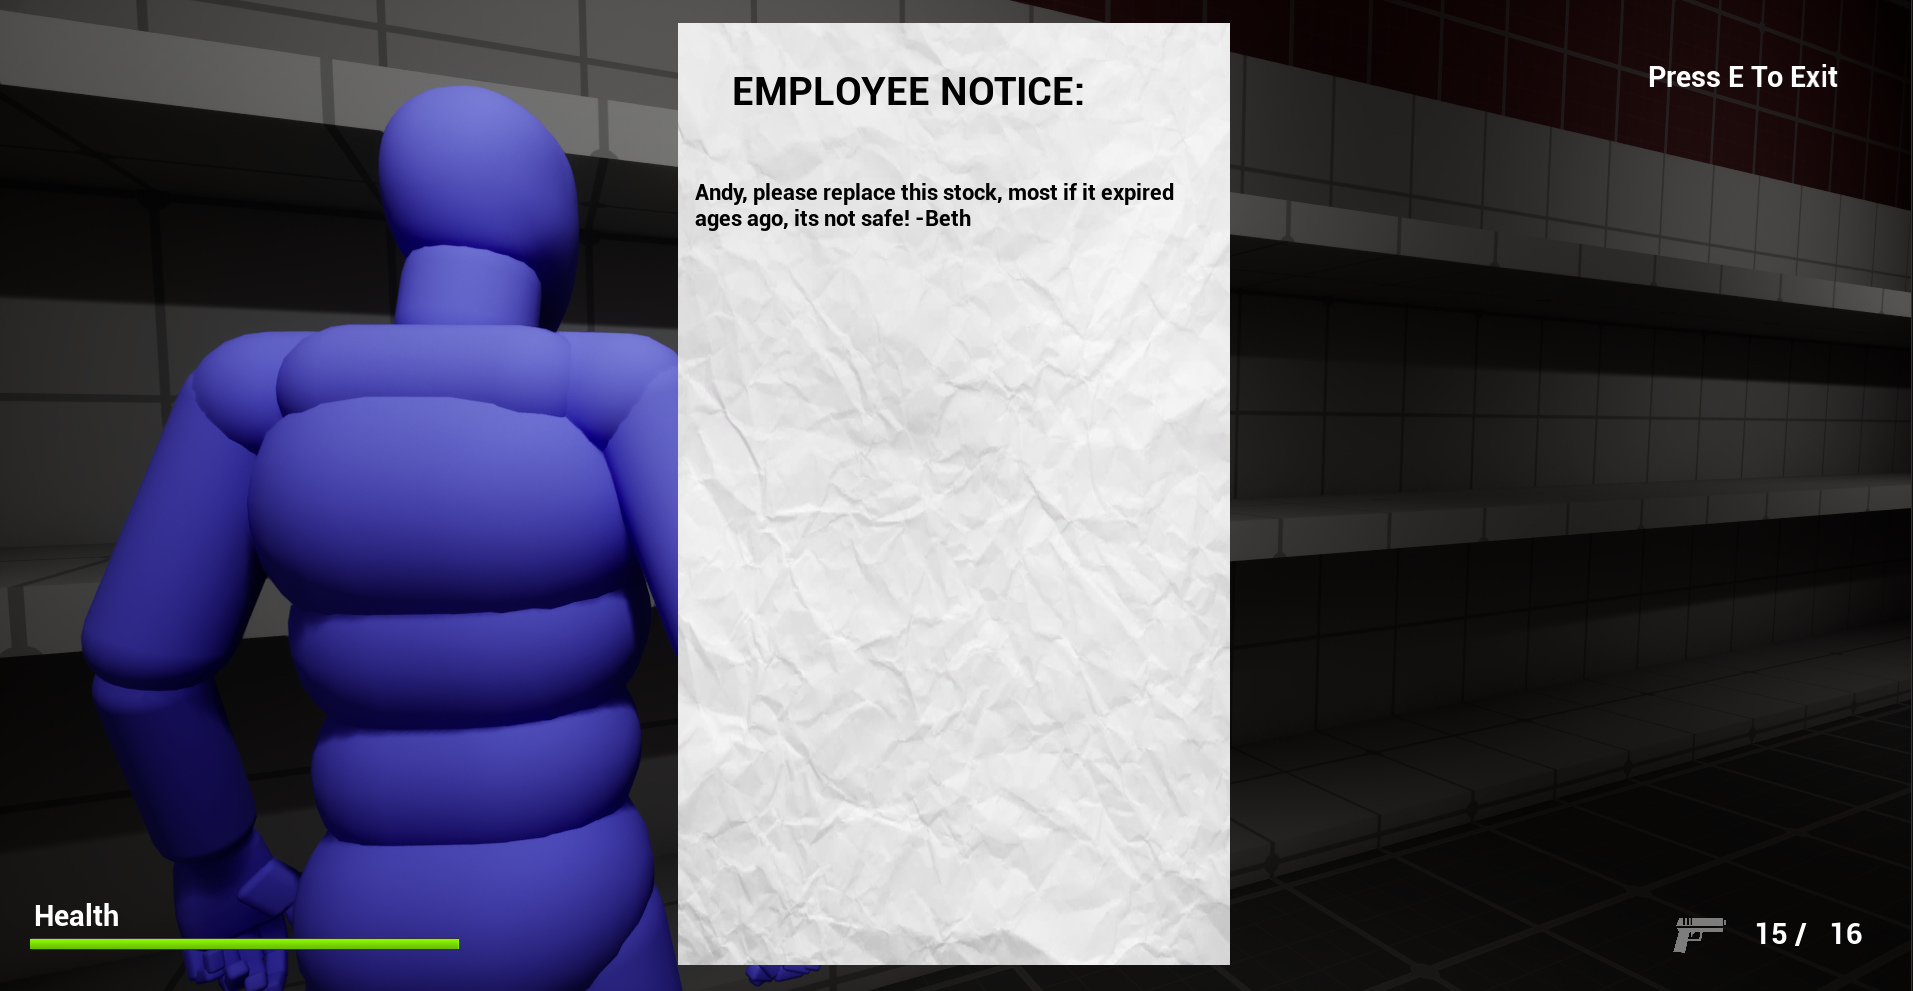 EMPLOYEE NOTICE:
Press E To Exit
Andy, please replace this stock, most if it expired
ages ago, its not safe! -Beth
Health
15 / 16